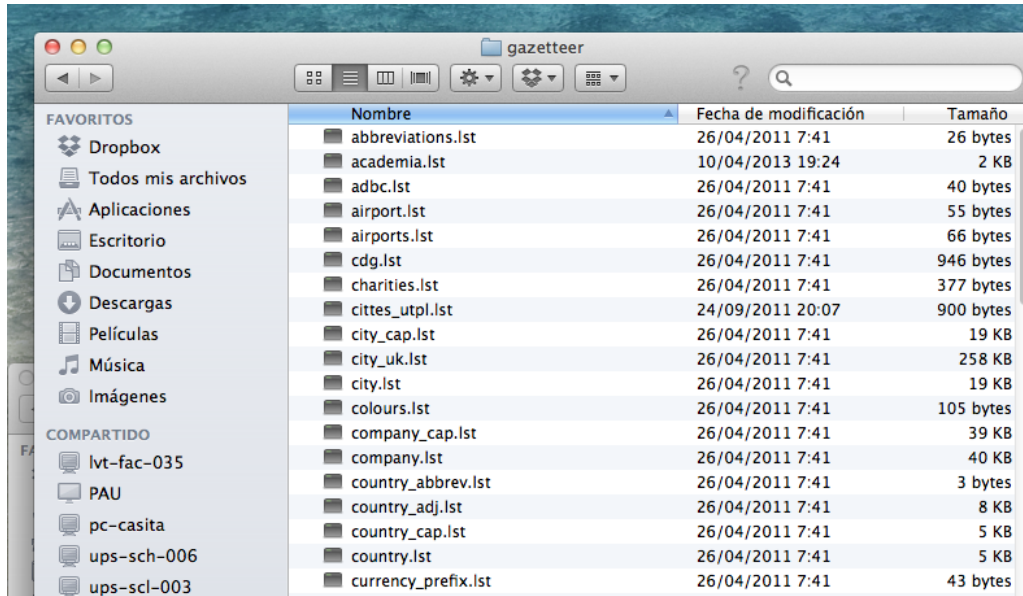 gazetteer
?
FAVORITOS
Dropbox
Todos mis archivos
Aplicaciones
Escritorio
Documentos
Descargas
Películas
Música
Imágenes
COMPARTIDO
lvt-fac-035
PAU
pc-casita
ups-sch-006
ups-scl-003
Nombre Fecha de modificación Tamaño
abbreviations.lst 26/04/2011 7:41 26 bytes
academia.lst 10/04/2013 19:24 2 KB
adbc.lst 26/04/2011 7:41 40 bytes
airport.lst 26/04/2011 7:41 55 bytes
airports.lst 26/04/2011 7:41 66 bytes
cdg.lst 26/04/2011 7:41 946 bytes
charities.lst 26/04/2011 7:41 377 bytes
cittes_utpl.lst 24/09/2011 20:07 900 bytes
city_cap.lst 26/04/2011 7:41 19 KB
city_uk.lst 26/04/2011 7:41 258 KB
city.lst 26/04/2011 7:41 19 KB
colours.lst 26/04/2011 7:41 105 bytes
company_cap.lst 26/04/2011 7:41 39 KB
company.lst 26/04/2011 7:41 40 KB
country_abbrev.lst 26/04/2011 7:41 3 bytes
country_adj.lst 26/04/2011 7:41 8 KB
country_cap.lst 26/04/2011 7:41 5 KB
country.lst 26/04/2011 7:41 5 KB
currency_prefix.lst 26/04/2011 7:41 43 bytes